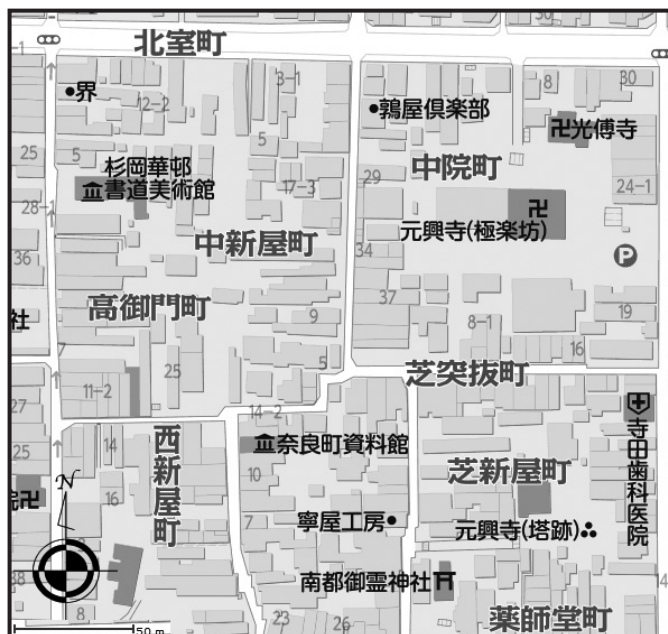 30
北室町
-1
3-1
8
30
•界
12-2
•鶉屋倶楽部
卍光傳寺
5
25
5
杉岡華邨
書道美術館
29
中院町
17-3
24-1
28-1
卍
中新屋町
元興寺(極楽坊)
36
34
P
高御門町
37
社
9
8-1
19
7
16
5
芝突抜町
25
11-2
27
14-2
西新屋町
14
奈良町資料館
芝新屋町
寺田歯科医院
25
10
院卍
16
7
寧屋工房•
元興寺(塔跡)
38
8
南都御霊神社
14
23
26
薬師堂町
50 m